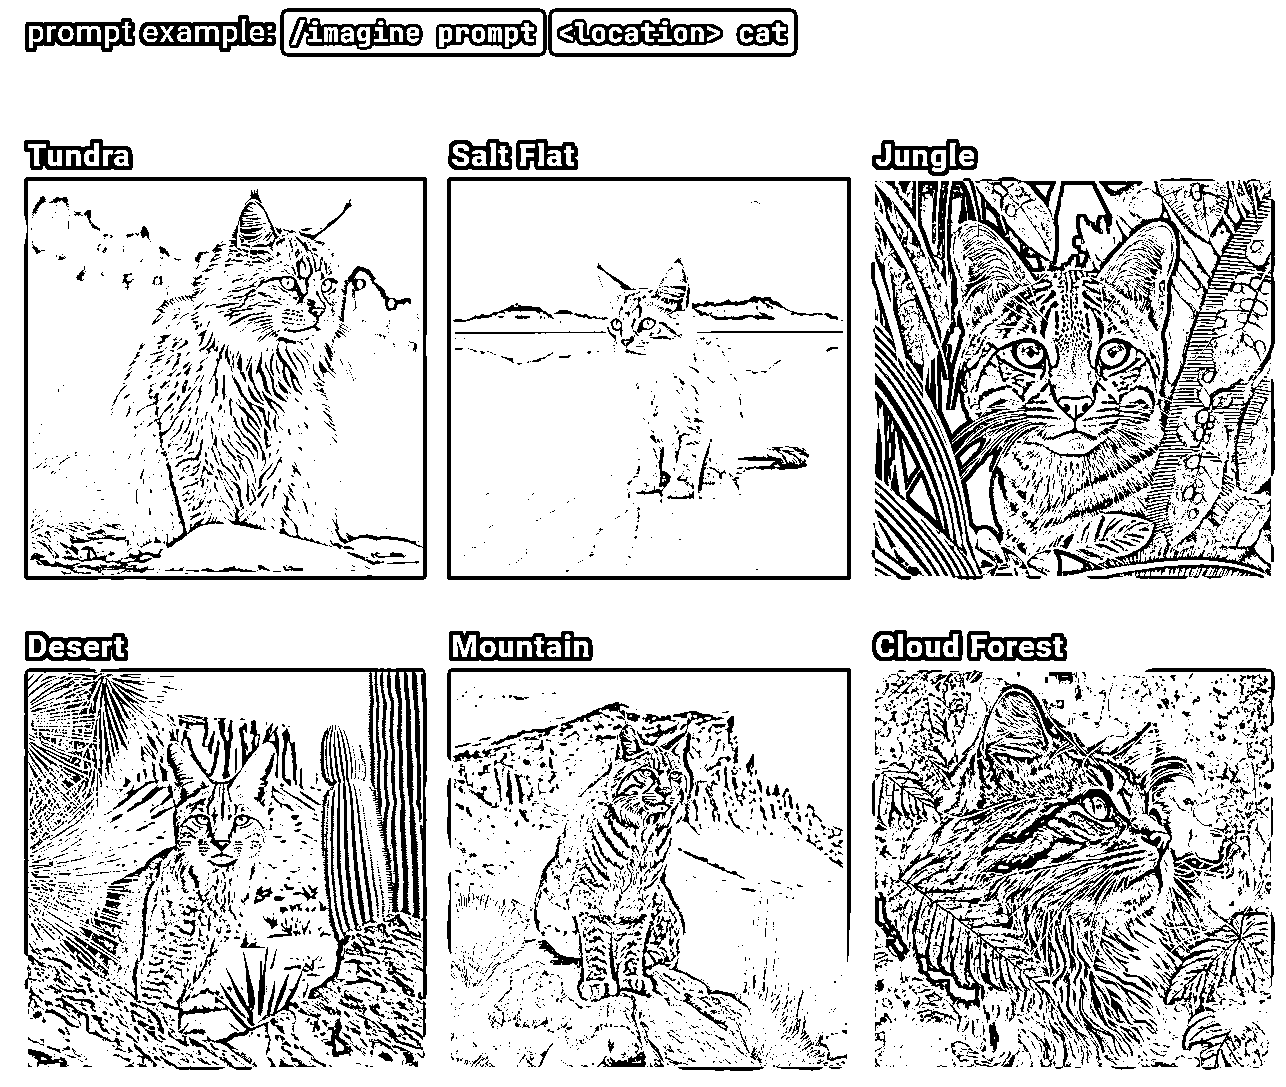 prompt example: /imagine prompt <location> cat
Tundra
Salt Flat
Jungle
Desert
Mountain
Cloud Forest